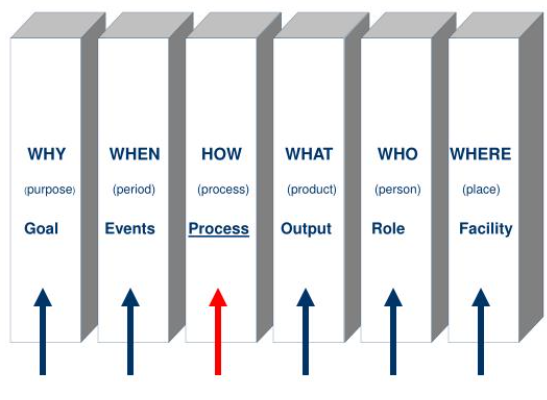 WHY WHEN HOW WHAT WHO WHERE
(purpose) (period) (process) (product) (person) (place)
Goal Events Process Output Role Facility